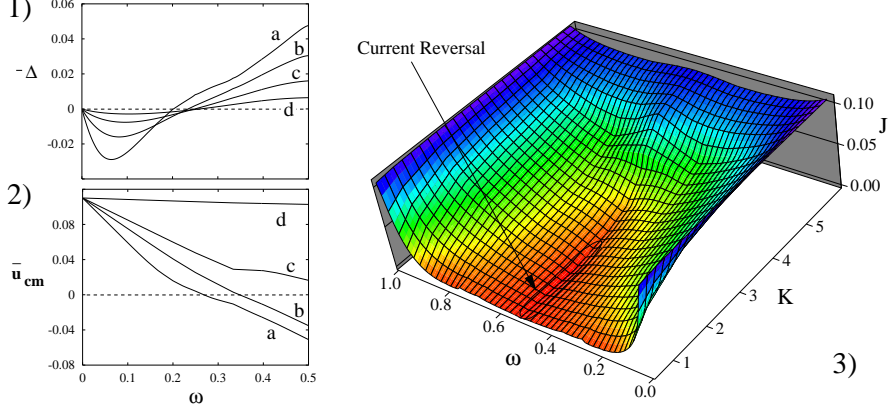 1)
0.06
0.04
0.02
0
-0.02
- Δ
a
b
c
d
2)
0.08
0.04
0
-0.04
-0.08
ū cm
d
c
b
a
0
0.1
0.2
0.3
0.4
0.5
ω
Current Reversal
0.10
0.05
0.00
J
5
4
3
2
1
K
1.0
0.8
0.6
0.4
0.2
0.0
ω
3)